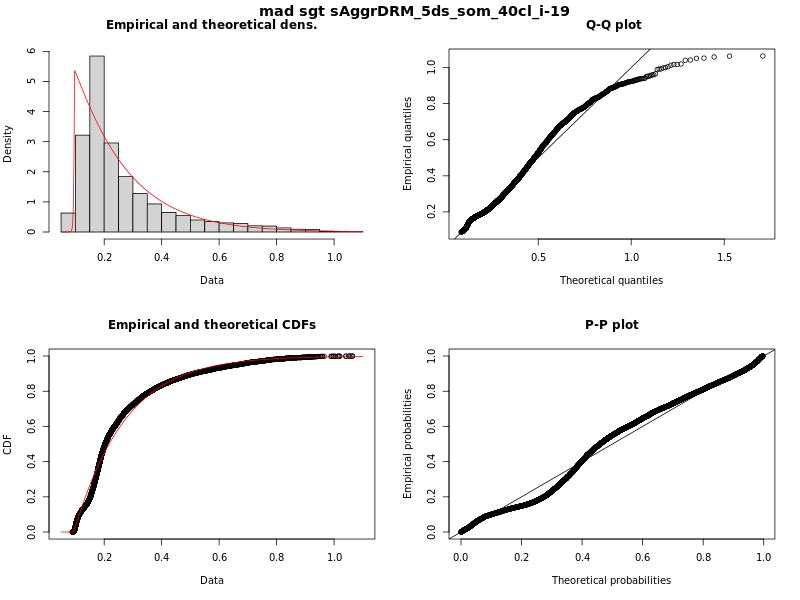 mad sgt sAggrDRM_5ds_som_40cl_i-19
Empirical and theoretical dens.
Density
0 1 2 3 4 5 6
0.2 0.4 0.6 0.8 1.0
Data
Q-Q plot
Empirical quantiles
0.2 0.4 0.6 0.8 1.0
0.5 1.0 1.5
Theoretical quantiles
Empirical and theoretical CDFs
CDF
0.0 0.2 0.4 0.6 0.8 1.0
0.2 0.4 0.6 0.8 1.0
Data
P-P plot
Empirical probabilities
0.0 0.2 0.4 0.6 0.8 1.0
0.0 0.2 0.4 0.6 0.8 1.0
Theoretical probabilities